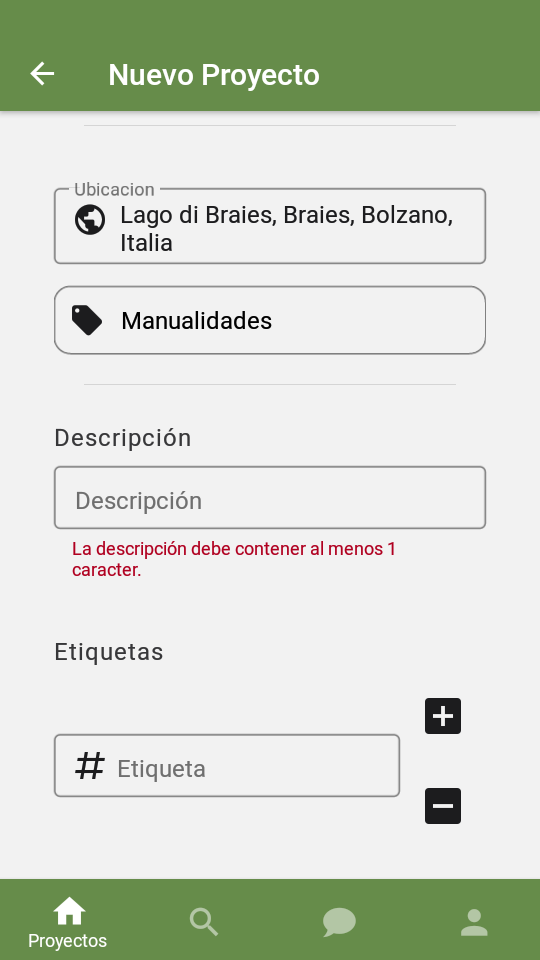 Nuevo Proyecto
Ubicacion
Lago di Braies, Braies, Bolzano,
Italia
Manualidades
Descripción
Descripción
La descripción debe contener al menos 1
caracter.
Etiquetas
Etiqueta
Proyectos